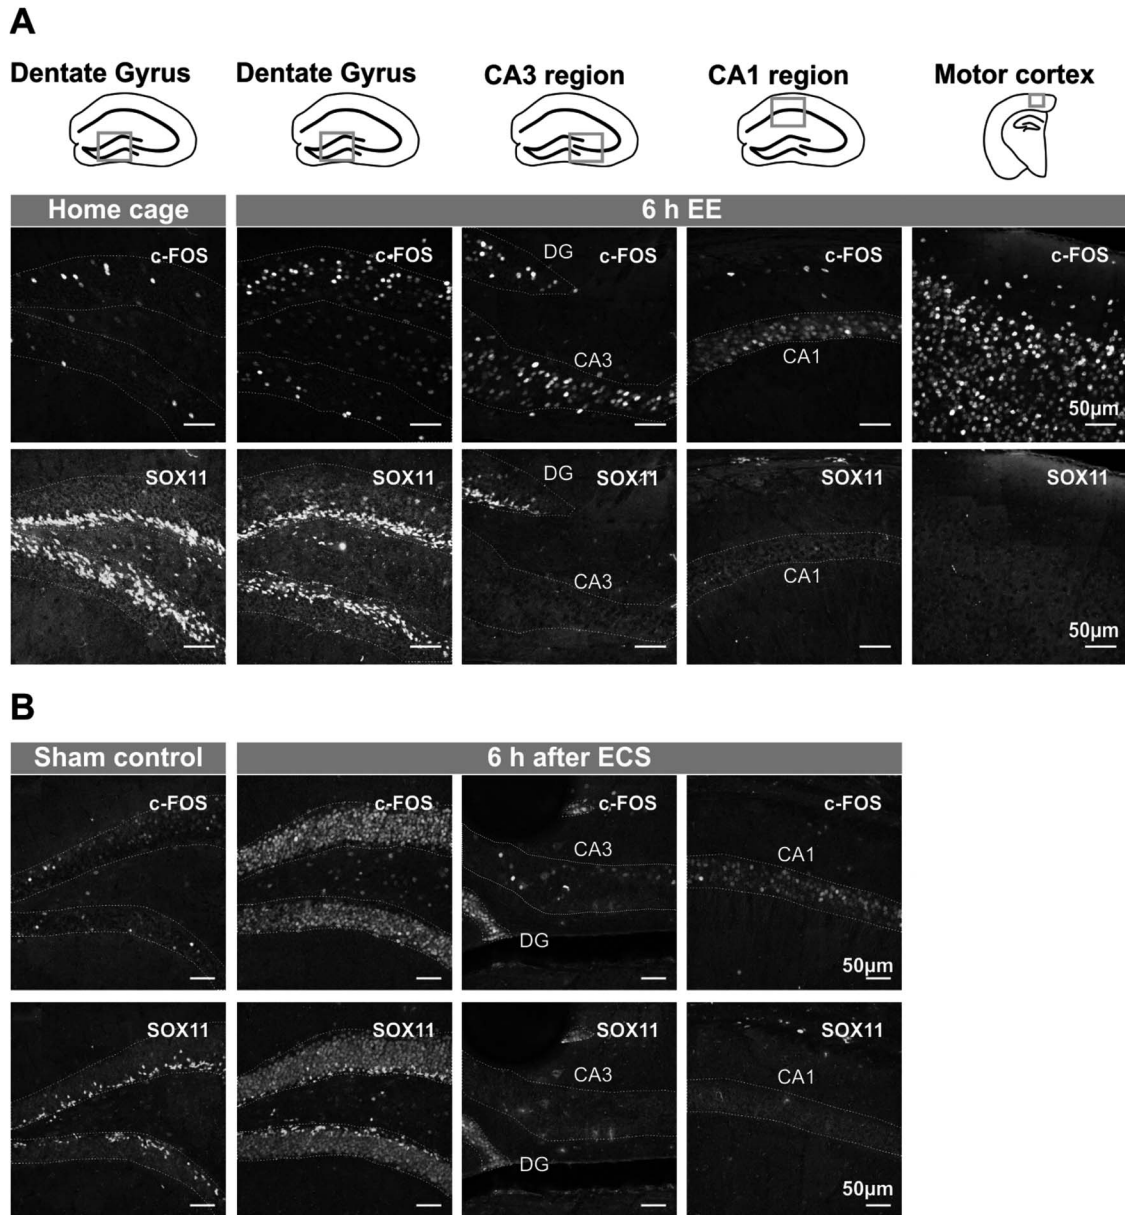 A
Dentate Gyrus Dentate Gyrus CA3 region CA1 region Motor cortex
Home cage 6 h EE
c-FOS c-FOS DG c-FOS c-FOS c-FOS
CA3 CA1
50µm
SOX11 SOX11 DG SOX11 SOX11 SOX11
CA3 CA1
50µm
B
Sham control 6 h after ECS
c-FOS c-FOS c-FOS c-FOS
CA3 CA1
DG
50µm
SOX11 SOX11 SOX11 SOX11
CA3 CA1
DG
50µm